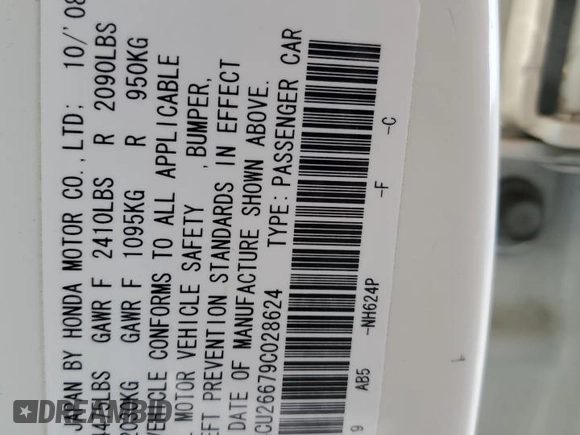 JAPAN BY HONDA MOTOR CO.,LTD; 10/'08
LBS GAWR F 2410LBS R 2090LBS
KG GAWR F 1095KG R 950KG
VEHICLE CONFORMS TO ALL APPLICABLE
MOTOR VEHICLE SAFETY , BUMPER,
PREVENTION STANDARDS IN EFFECT
DATE OF MANUFACTURE SHOWN ABOVE.
CU26679C028624 TYPE: PASSENGER CAR
-NH624P -F -C
9 AB5
DREAMBID